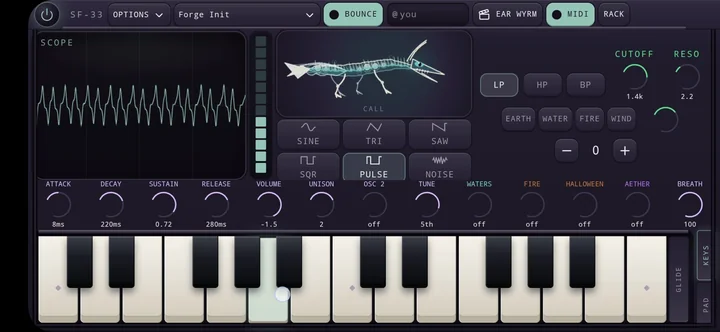 SF-33 OPTIONS Forge Init BOUNCE @you EAR WYRM MIDI RACK
SCOPE
CALL
SINE TRI SAW
SQR PULSE NOISE
CUTOFF RESO
LP HP BP
1.4k 2.2
EARTH WATER FIRE WIND
− 0 +
ATTACK DECAY SUSTAIN RELEASE VOLUME UNISON OSC 2 TUNE WATERS FIRE HALLOWEEN AETHER BREATH
8ms 220ms 0.72 280ms -1.5 2 off 5th off off off off 100
GLIDE
KEYS
PAD